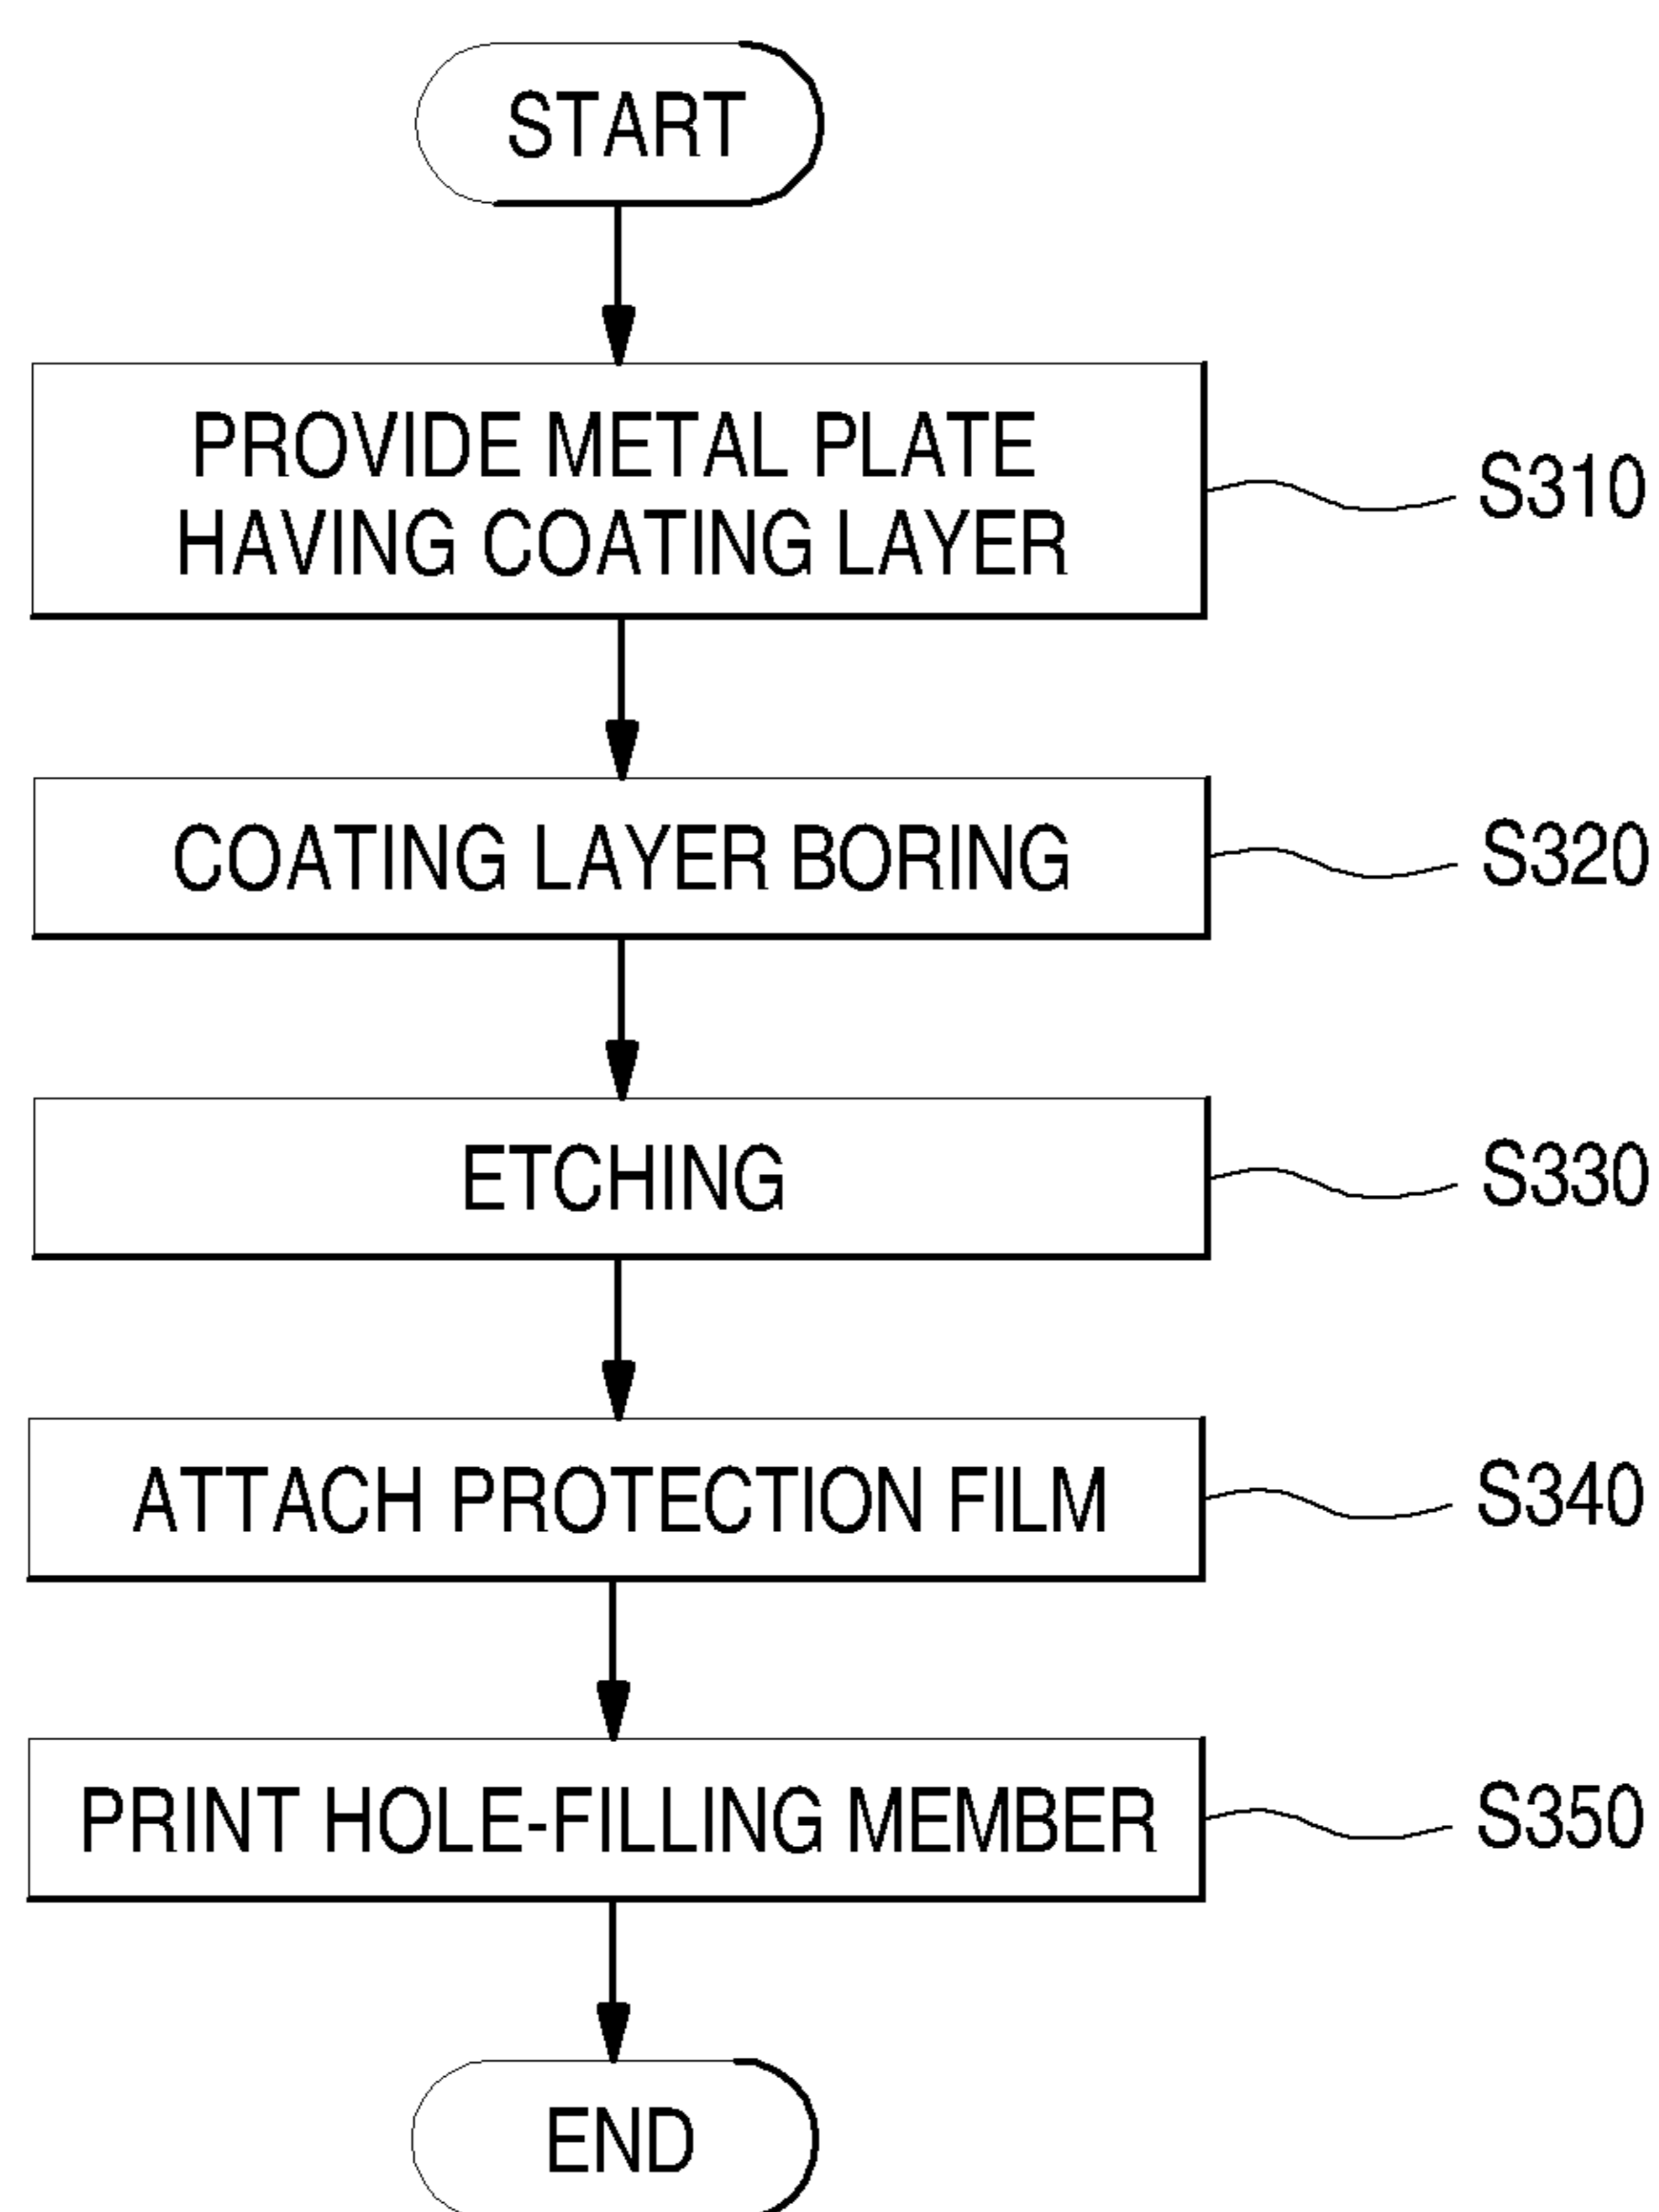 START
PROVIDE METAL PLATE
HAVING COATING LAYER
S310
COATING LAYER BORING
S320
ETCHING
S330
ATTACH PROTECTION FILM
S340
PRINT HOLE-FILLING MEMBER
S350
END